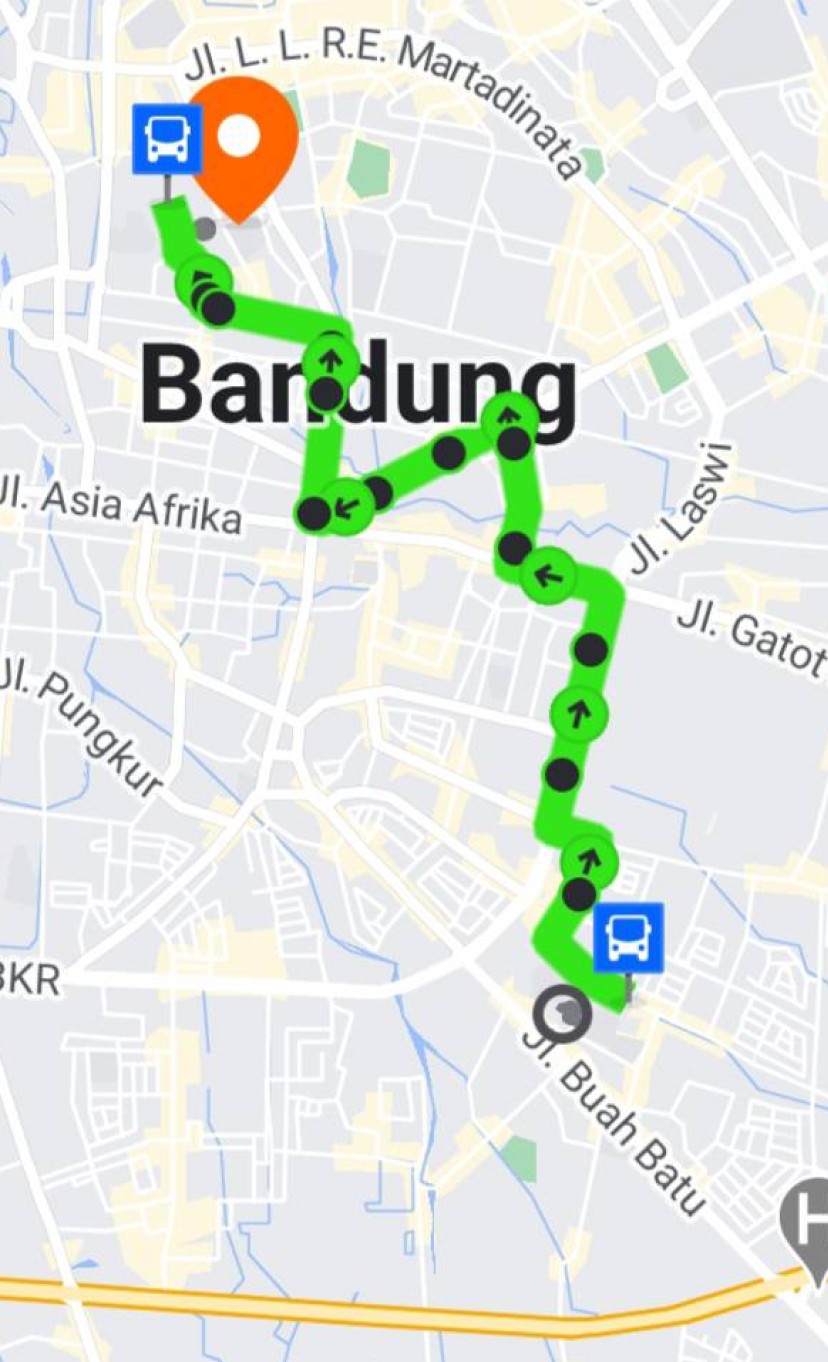 Jl. L. L. R.E. Martadinata
Bandung
Jl. Asia Afrika
Jl. Laswi
Jl. Gatot
Jl. Pungkur
BKR
Jl. Buah Batu
H